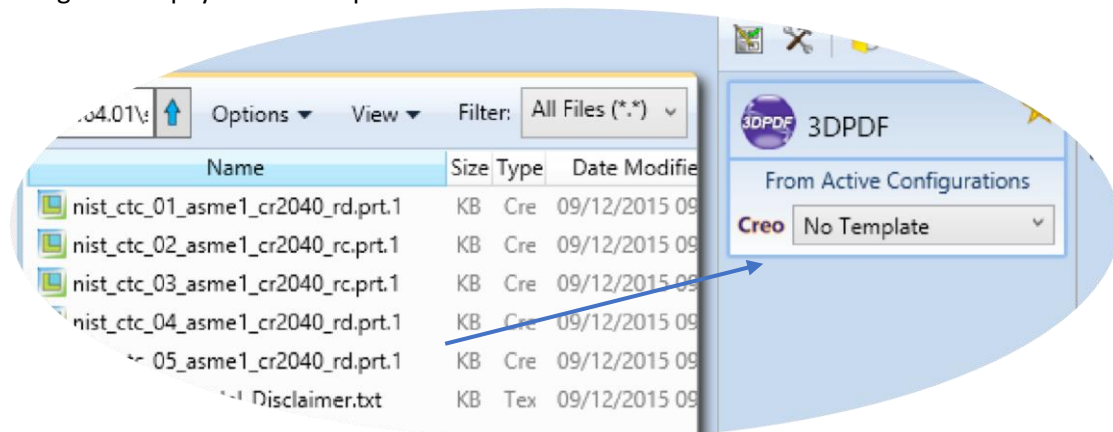 Options
View
Filter:
All Files (*.*)
Name
Size
Type
Date Modifie
nist_ctc_01_asme1_cr2040_rd.prt.1 KB Cre 09/12/2015 09
nist_ctc_02_asme1_cr2040_rc.prt.1 KB Cre 09/12/2015 09
nist_ctc_03_asme1_cr2040_rc.prt.1 KB Cre 09/12/2015 09
nist_ctc_04_asme1_cr2040_rd.prt.1 KB Cre 09/12/2015 09
05_asme1_cr2040_rd.prt.1 KB Cre 09/12/2015 09
Disclaimer.txt KB Tex 09/12/2015 09
3DPDF
3DPDF
From Active Configurations
Creo
No Template